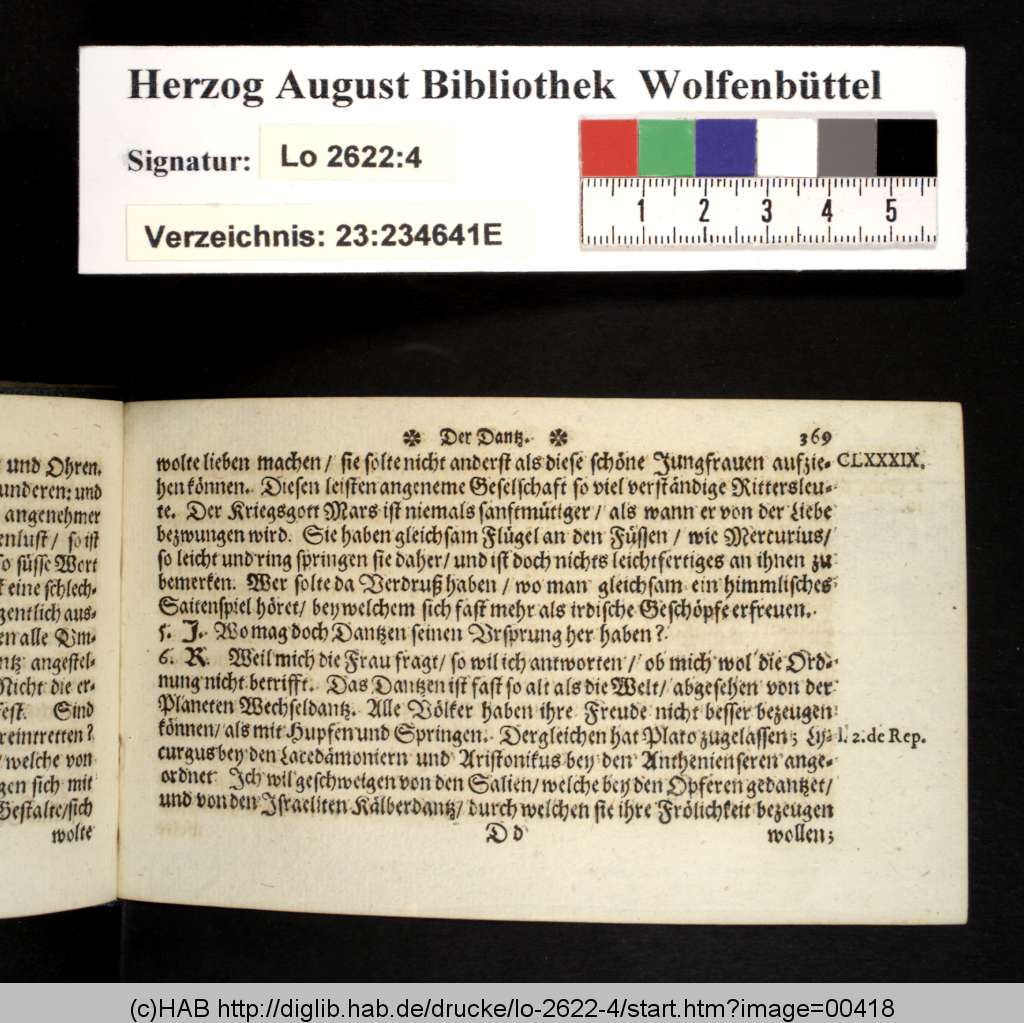 Herzog August Bibliothek Wolfenbüttel
Signatur: Lo 2622:4
Verzeichnis: 23:234641E
1 2 3 4 5
und Ohren.
underen: und
angenehmer
enlust / so ist
so süsse Wort
eine schlech-
gentlich aus-
en alle Vm-
ntz angestel-
Nicht die er-
fest. Sind
reintretten?
/ welche von
gen sich mit
Gestalte/sich
wolte
Der Dantz. 369
wolte lieben machen / sie solte nicht anderst als diese schöne Jungfrauen aufzie- CLXXXIX.
hen können. Diesen leisten angeneme Geselschaft so viel verständige Rittersleu-
te. Der Kriegsgott Mars ist niemals sanftmütiger / als wann er von der Liebe
bezwungen wird. Sie haben gleichsam Flügel an den Füssen / wie Mercurius/
so leicht und ring springen sie daher/ und ist doch nichts leichtfertiges an ihnen zu
bemerken. Wer solte da Verdruß haben / wo man gleichsam ein himmlisches
Saitenspiel höret/ bey welchem sich fast mehr als irdische Geschöpfe erfreuen.
5. J. Wo mag doch Dantzen seinen Vrsprung her haben?
6. R. Weil mich die Frau fragt/ so wil ich antworten / ob mich wol die Ord-
nung nicht betrifft. Das Dantzen ist fast so alt als die Welt/ abgesehen von der
Planeten Wechseldantz. Alle Völker haben ihre Freude nicht besser bezeugen
können/ als mit Hupfen und Springen. Dergleichen hat Plato zugelassen; Ly- l. 2. de Rep.
curgus bey den Lacedämoniern und Aristonikus bey den Anthenienseren ange-
ordnet Ich wil geschweigen von den Salien/ welche bey den Opferen gedantzet/
und von den Israeliten Kälberdantz/ durch welchen sie ihre Frölichkeit bezeugen
D d wollen;
(c)HAB http://diglib.hab.de/drucke/lo-2622-4/start.htm?image=00418